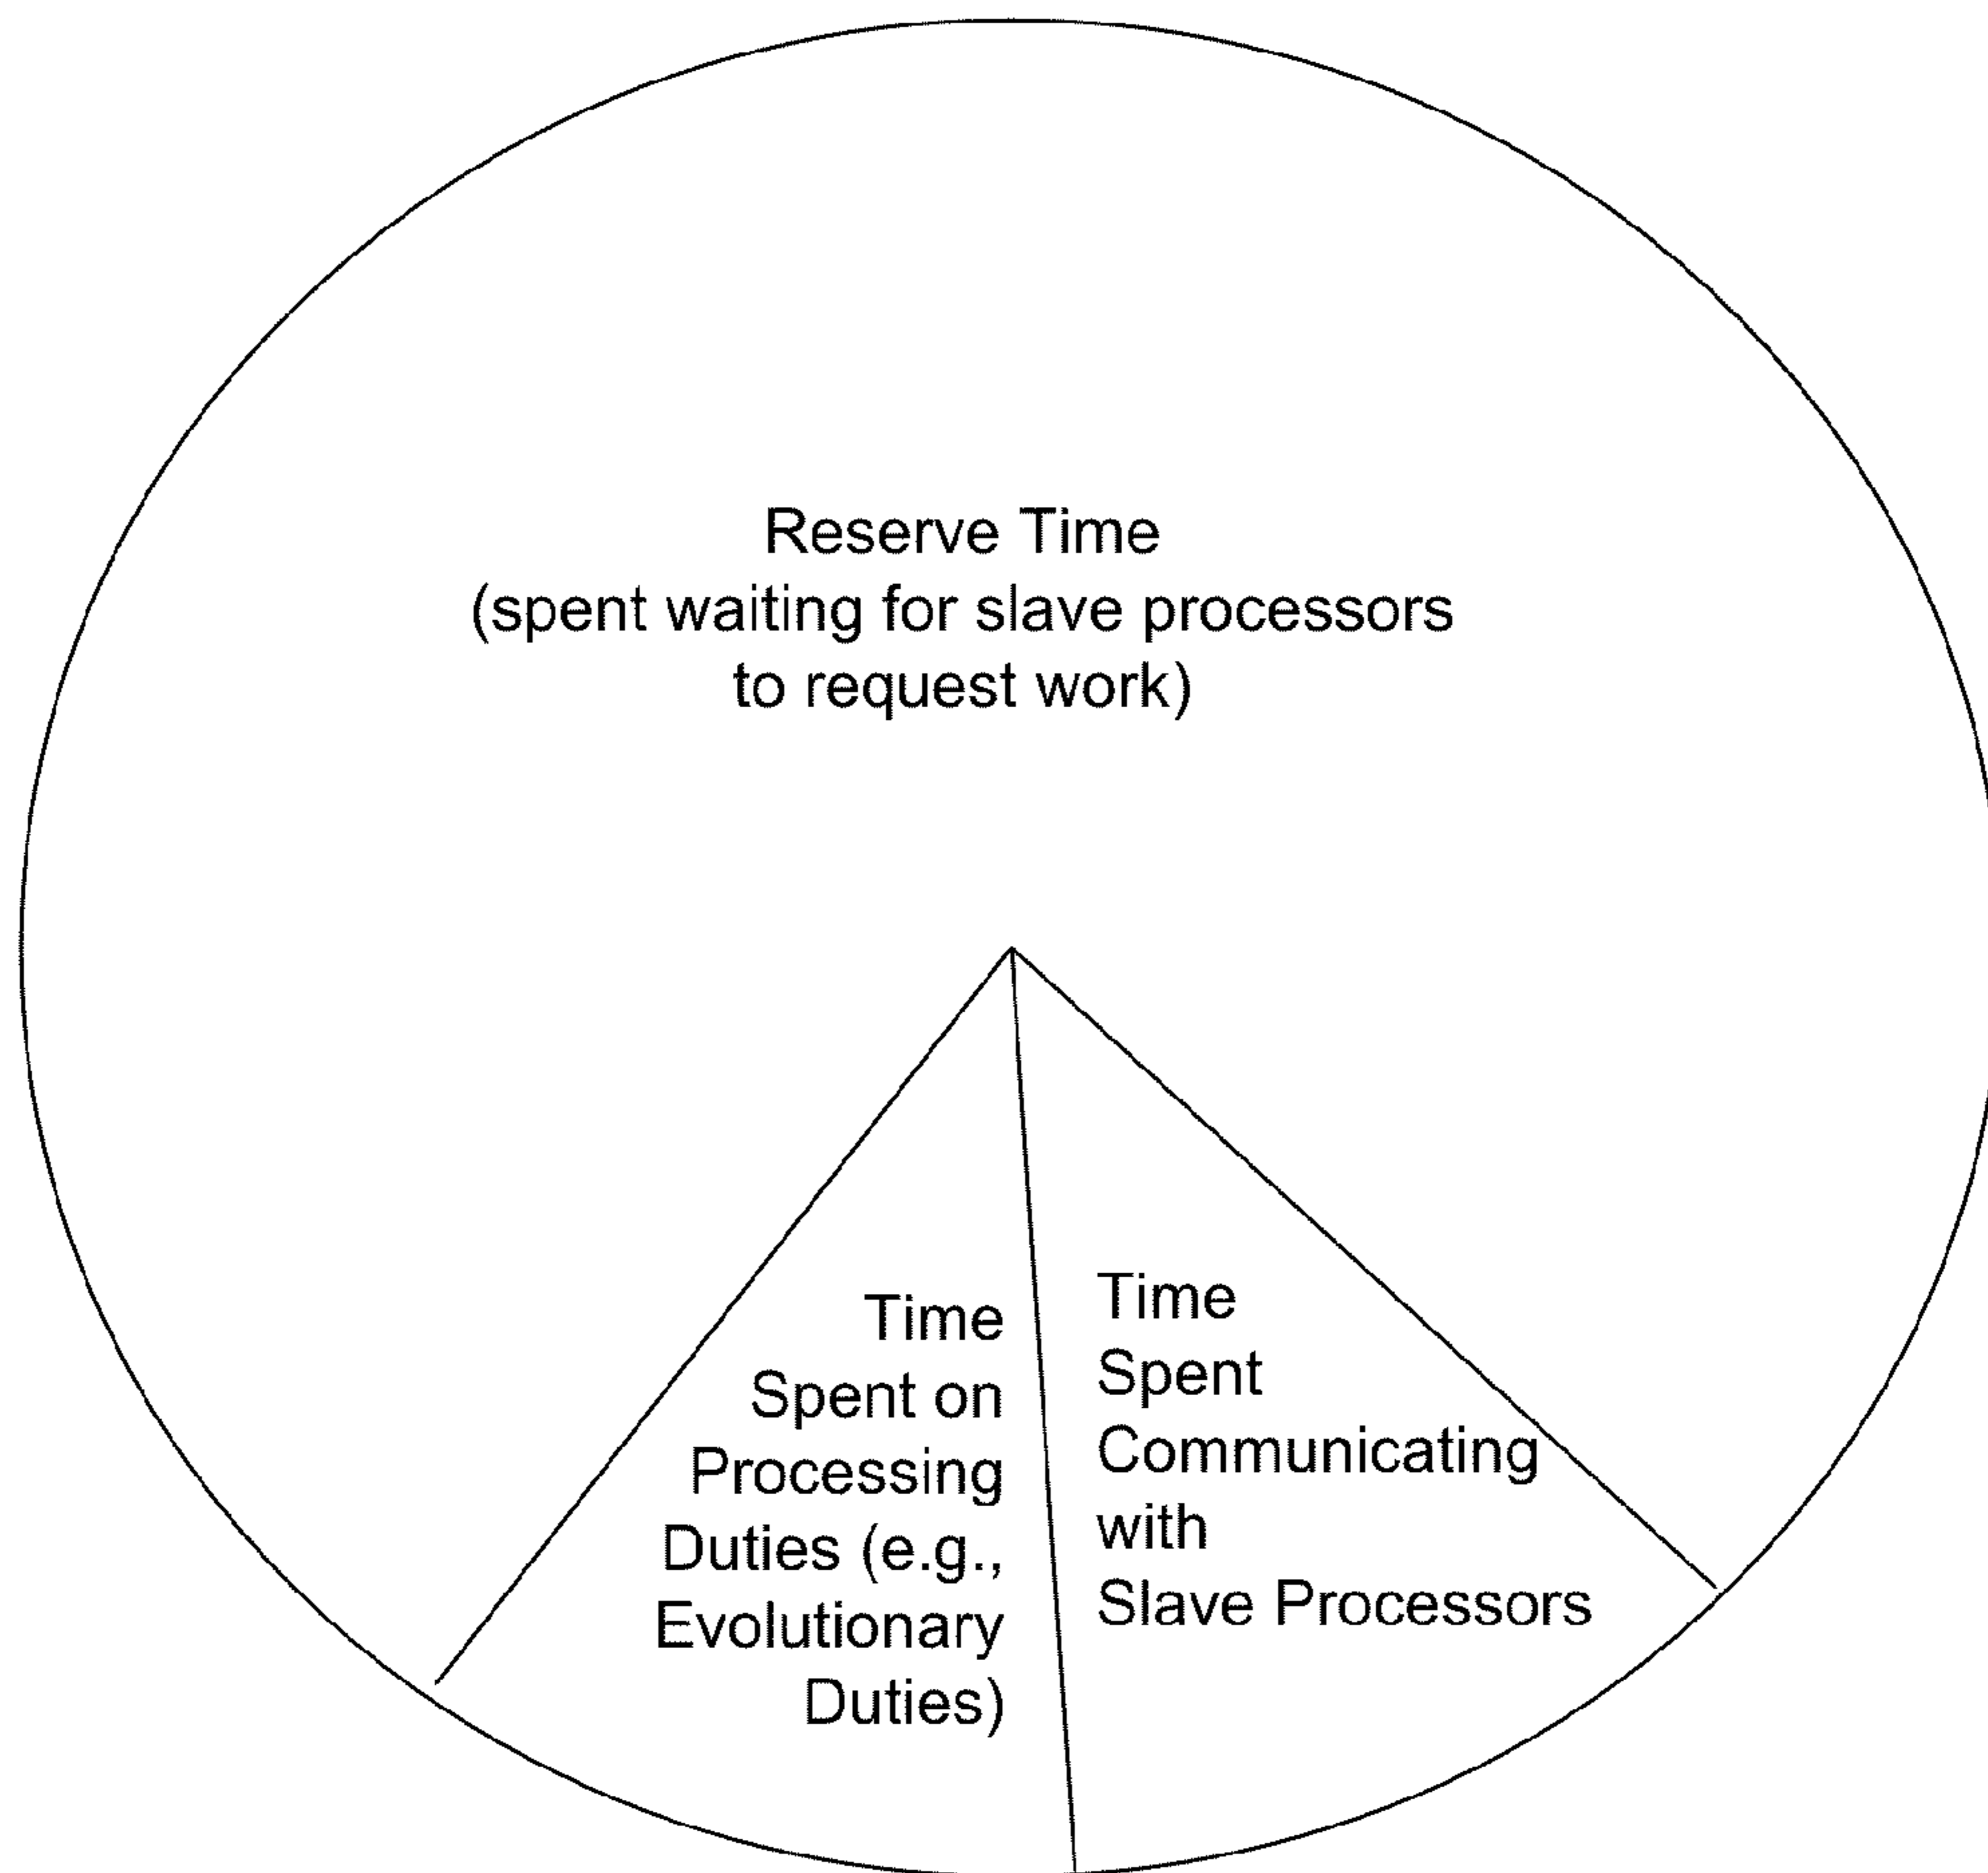 Reserve Time
(spent waiting for slave processors
to request work)
Time
Spent on
Processing
Duties (e.g.,
Evolutionary
Duties)
Time
Spent
Communicating
with
Slave Processors